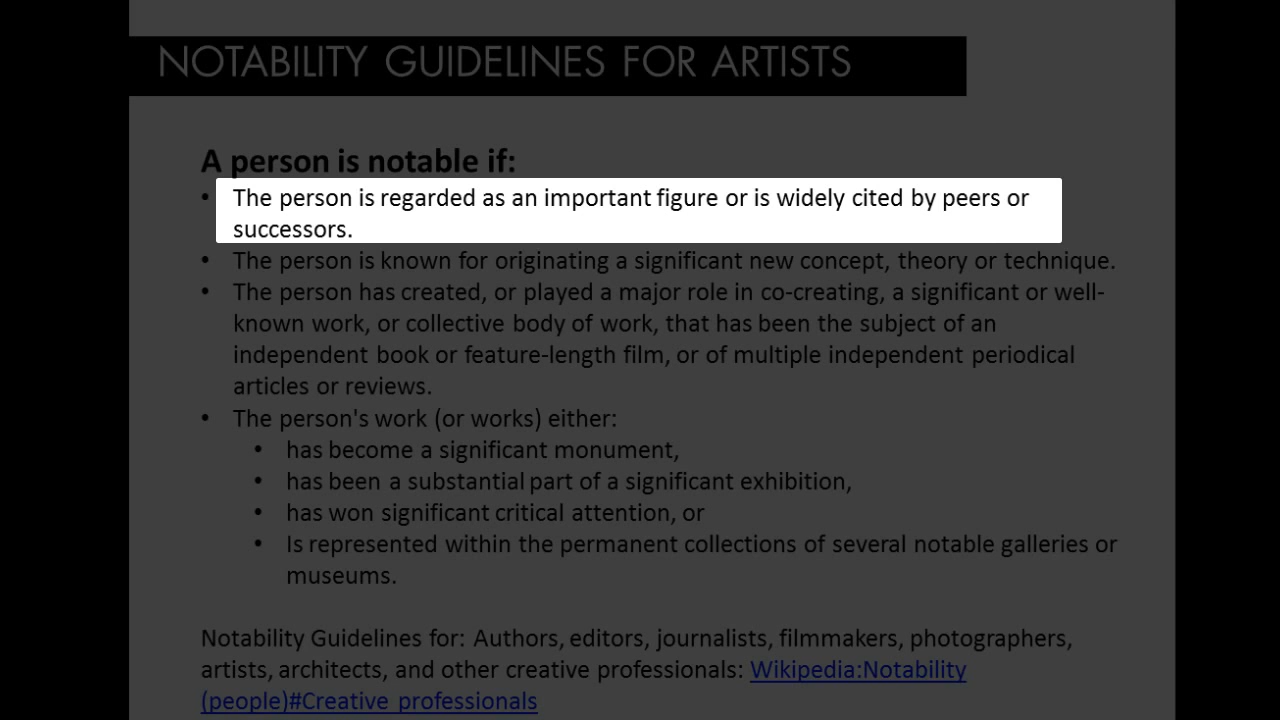 NOTABILITY GUIDELINES FOR ARTISTS
A person is notable if:
• The person is regarded as an important figure or is widely cited by peers or
successors.
• The person is known for originating a significant new concept, theory or technique.
• The person has created, or played a major role in co-creating, a significant or well-
known work, or collective body of work, that has been the subject of an
independent book or feature-length film, or of multiple independent periodical
articles or reviews.
• The person's work (or works) either:
• has become a significant monument,
• has been a substantial part of a significant exhibition,
• has won significant critical attention, or
• Is represented within the permanent collections of several notable galleries or
museums.
Notability Guidelines for: Authors, editors, journalists, filmmakers, photographers,
artists, architects, and other creative professionals: Wikipedia:Notability
(people)#Creative professionals